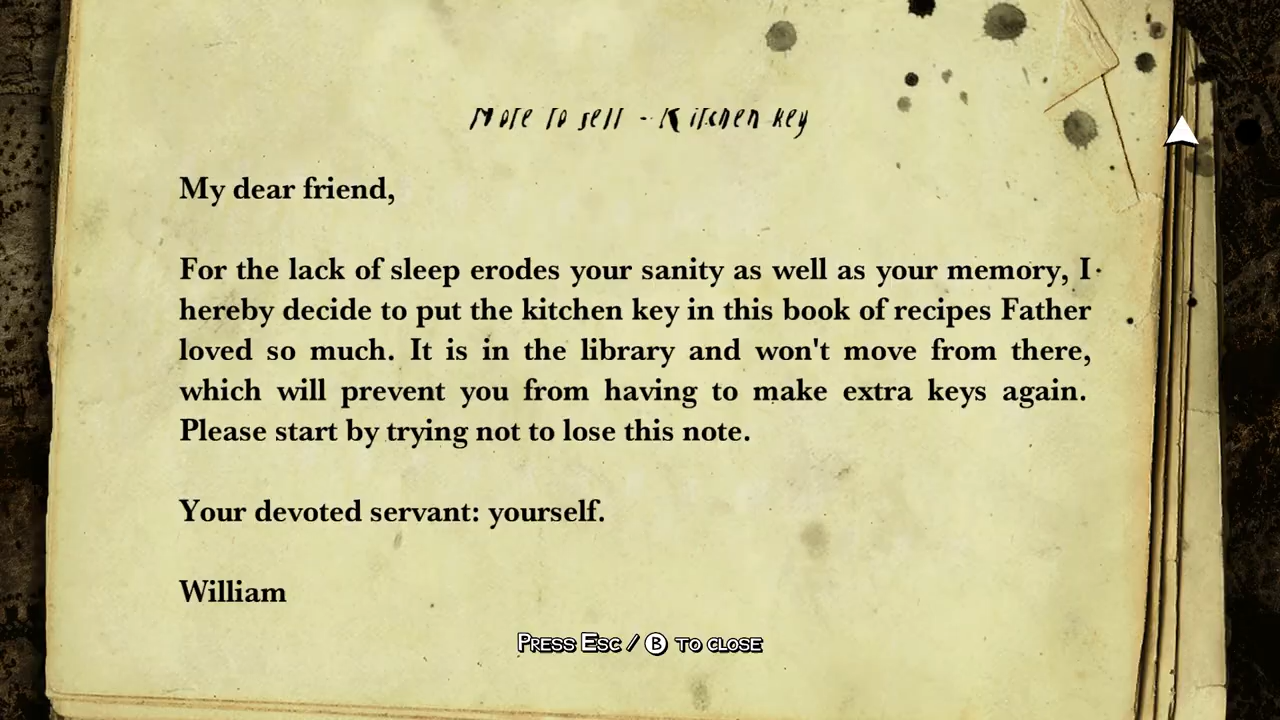 Note to self - Kitchen key
My dear friend,
For the lack of sleep erodes your sanity as well as your memory, I
hereby decide to put the kitchen key in this book of recipes Father
loved so much. It is in the library and won't move from there,
which will prevent you from having to make extra keys again.
Please start by trying not to lose this note.
Your devoted servant: yourself.
William
Press Esc / B to close